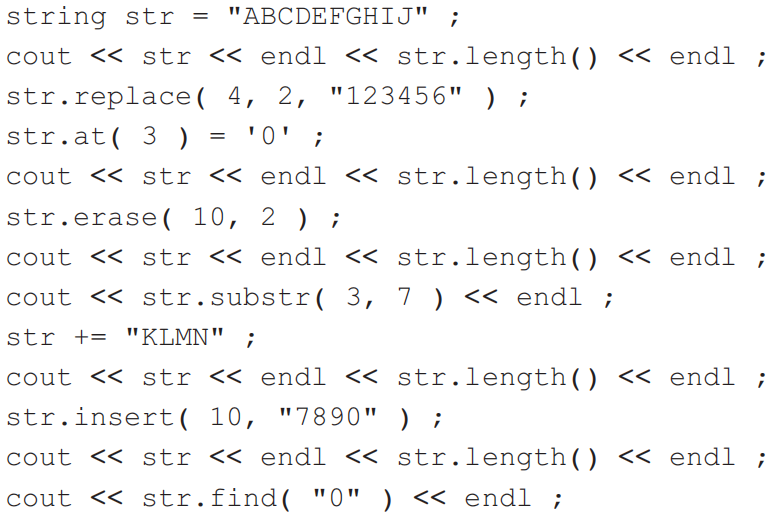 string str = "ABCDEFGHIJ" ;
cout << str << endl << str.length() << endl ;
str.replace( 4, 2, "123456" ) ;
str.at( 3 ) = '0' ;
cout << str << endl << str.length() << endl ;
str.erase( 10, 2 ) ;
cout << str << endl << str.length() << endl ;
cout << str.substr( 3, 7 ) << endl ;
str += "KLMN" ;
cout << str << endl << str.length() << endl ;
str.insert( 10, "7890" ) ;
cout << str << endl << str.length() << endl ;
cout << str.find( "0" ) << endl ;